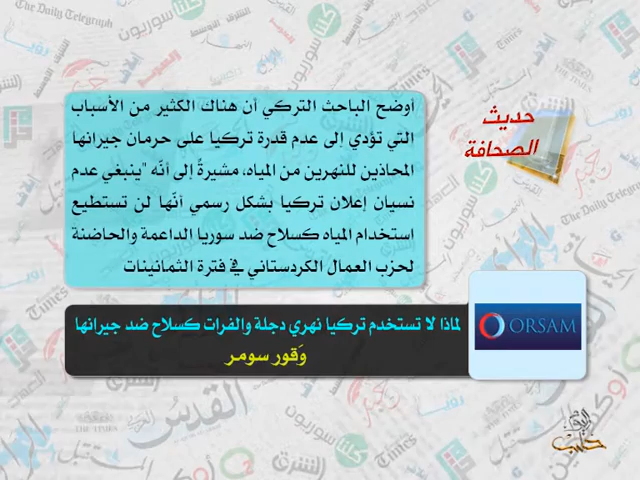 حديث
الصحافة
أوضح الباحث التركي أن هناك الكثير من الأسباب
التي تؤدي إلى عدم قدرة تركيا على حرمان جيرانها
المحاذين للنهرين من المياه، مشيرةً إلى انّه "ينبغي عدم
نسيان إعلان تركيا بشكل رسمي انّها لن تستطيع
استخدام المياه كسلاح ضد سوريا الداعمة والحاضنة
لحزب العمال الكردستاني في فترة الثمانينات
ORSAM
لماذا لا تستخدم تركيا نهري دجلة والفرات كسلاح ضد جيرانها
وَقور سومر